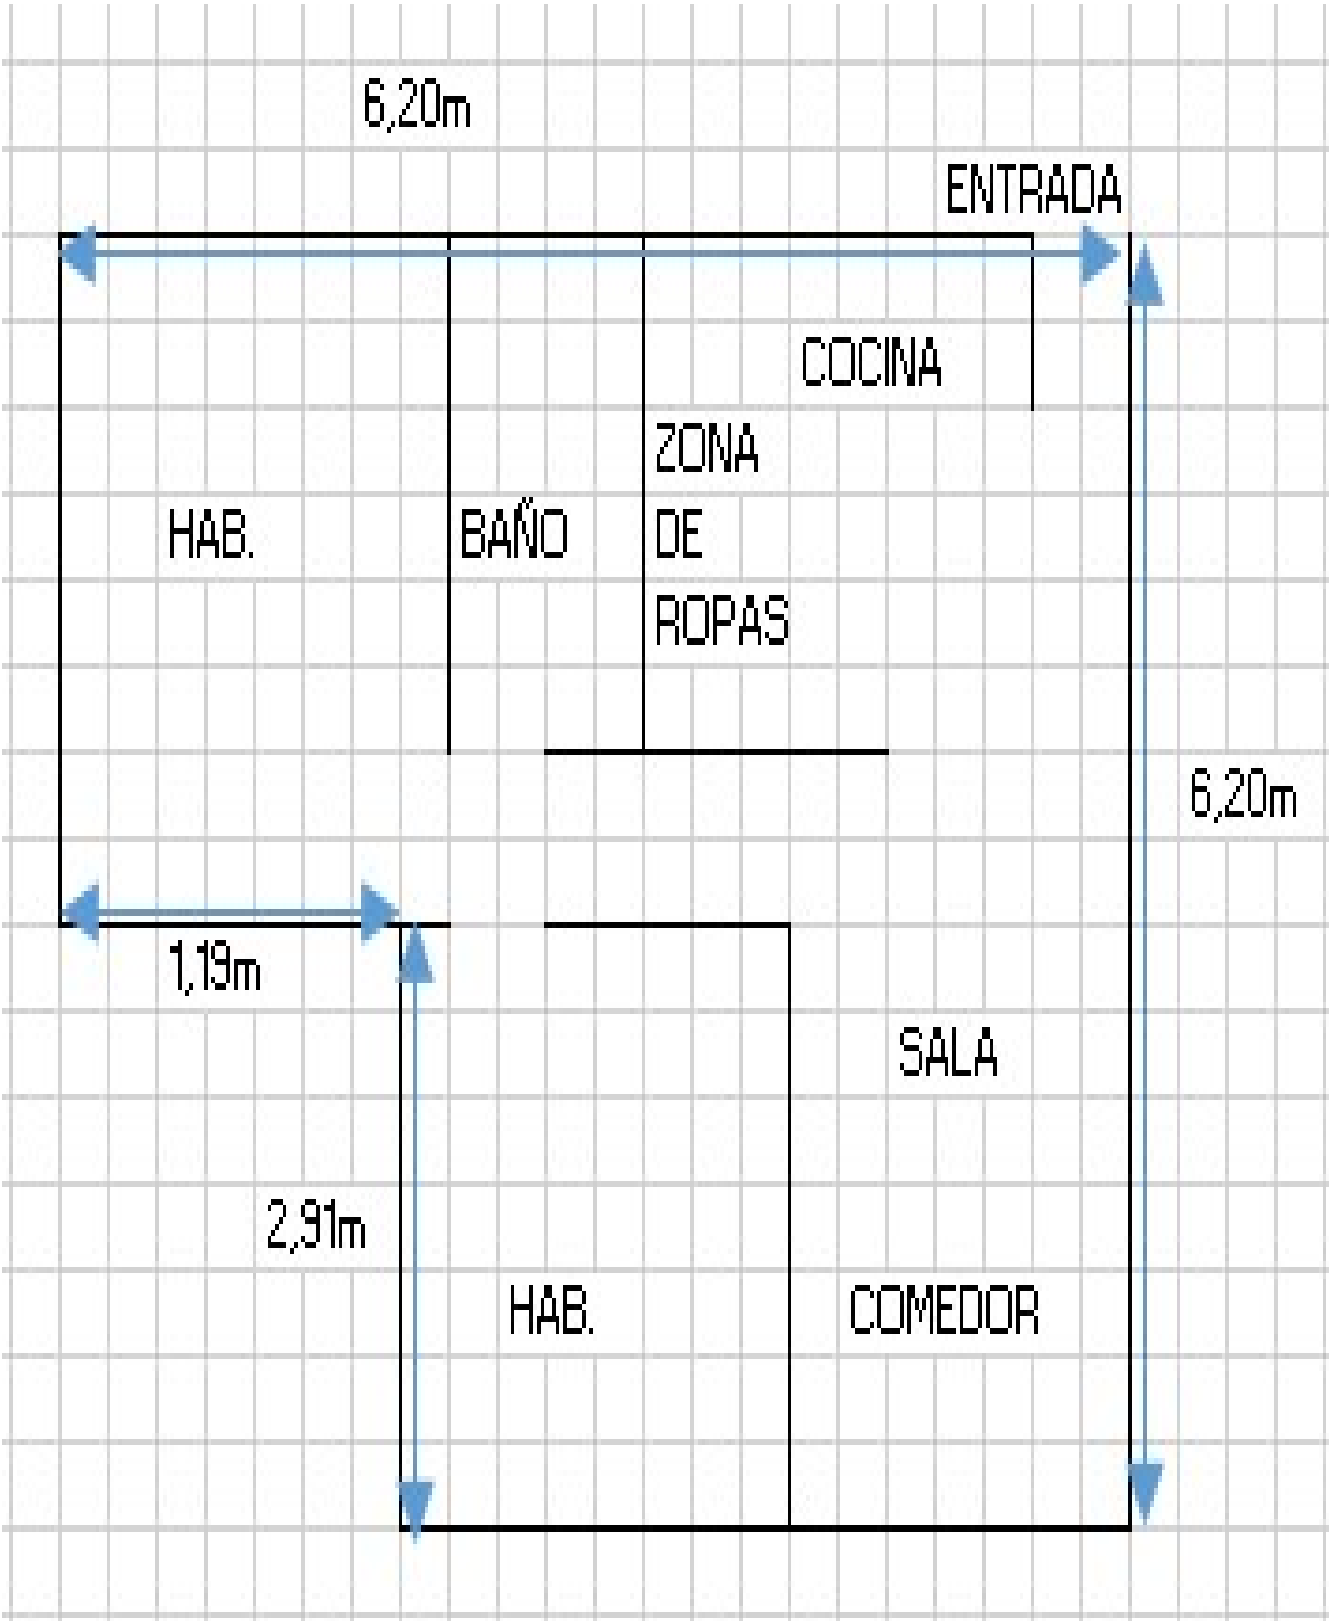 6,20m
ENTRADA
COCINA
ZONA
DE
ROPAS
HAB.
BAÑO
6,20m
1,19m
SALA
2,91m
HAB.
COMEDOR